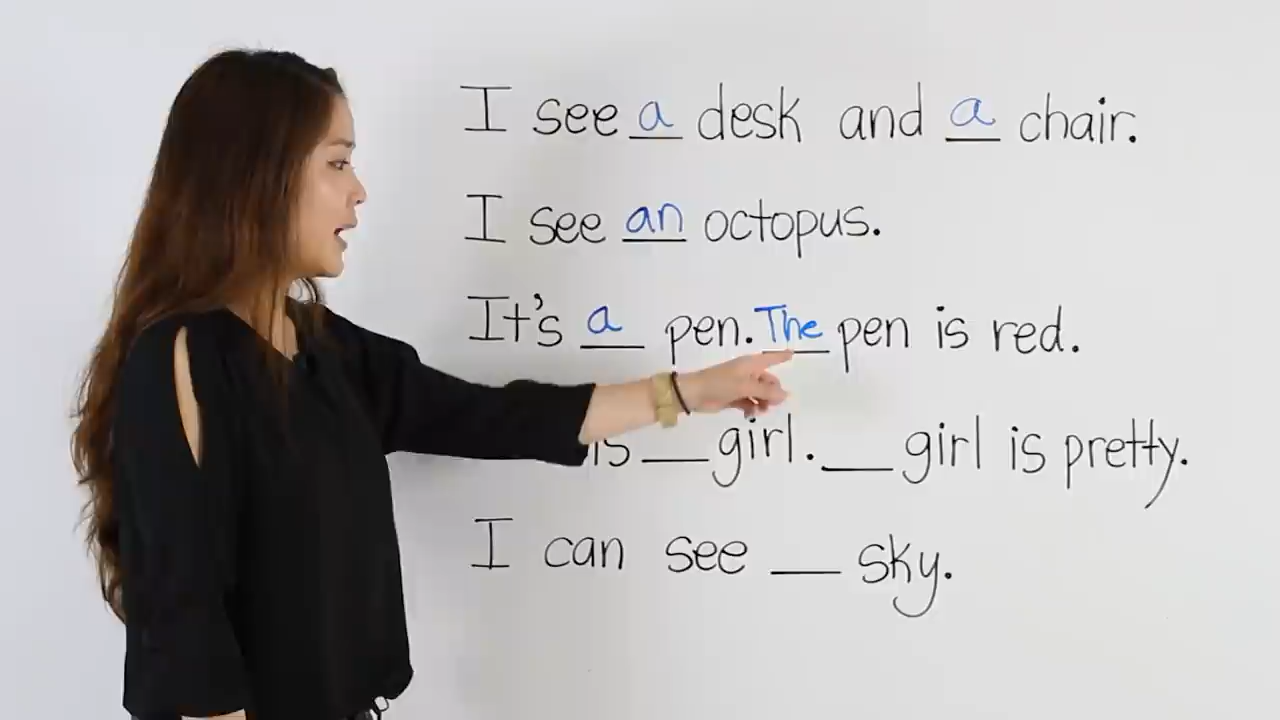 I see a desk and a chair.
I see an octopus.
It's a pen. The pen is red.
is __ girl. __ girl is pretty.
I can see __ sky.